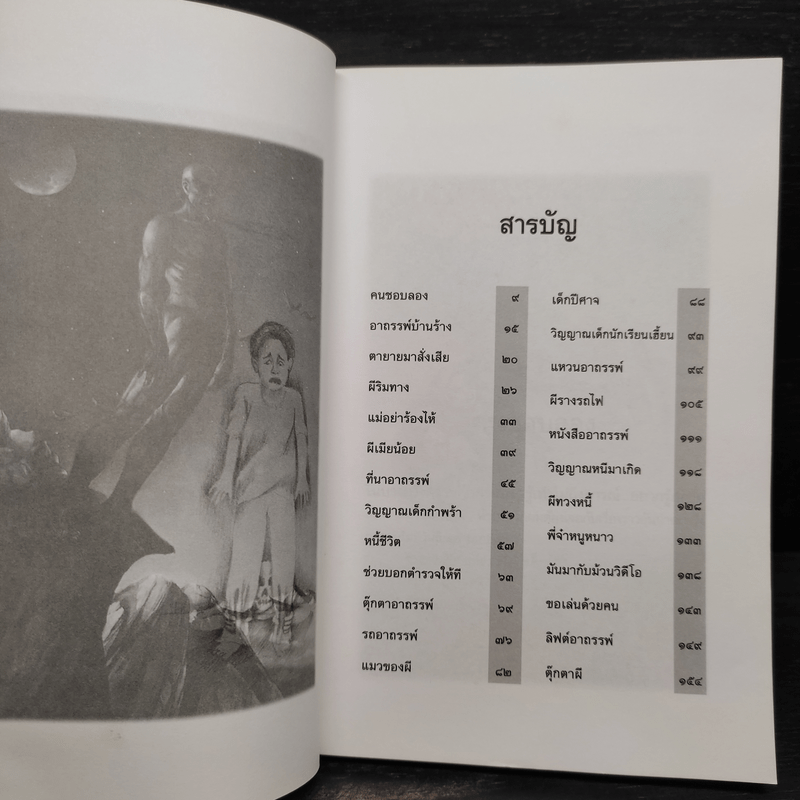 สารบัญ
คนชอบลอง ๙
อาถรรพ์บ้านร้าง ๑๕
ตายายมาสั่งเสีย ๒๐
ผีริมทาง ๒๖
แม่อย่าร้องไห้ ๓๓
ผีเมียน้อย ๓๙
ที่นาอาถรรพ์ ๔๕
วิญญาณเด็กกำพร้า ๕๑
หนี้ชีวิต ๕๗
ช่วยบอกตำรวจให้ที ๖๓
ตุ๊กตาอาถรรพ์ ๖๙
รถอาถรรพ์ ๗๖
แมวของผี ๘๒
เด็กปีศาจ ๘๘
วิญญาณเด็กนักเรียนเฮี้ยน ๙๓
แหวนอาถรรพ์ ๙๙
ผีรางรถไฟ ๑๐๕
หนังสืออาถรรพ์ ๑๑๑
วิญญาณหนีมาเกิด ๑๑๘
ผีทวงหนี้ ๑๒๘
พี่จ๋าหนูหนาว ๑๓๓
มันมากับม้วนวิดีโอ ๑๓๘
ขอเล่นด้วยคน ๑๔๓
ลิฟต์อาถรรพ์ ๑๔๙
ตุ๊กตาผี ๑๕๔